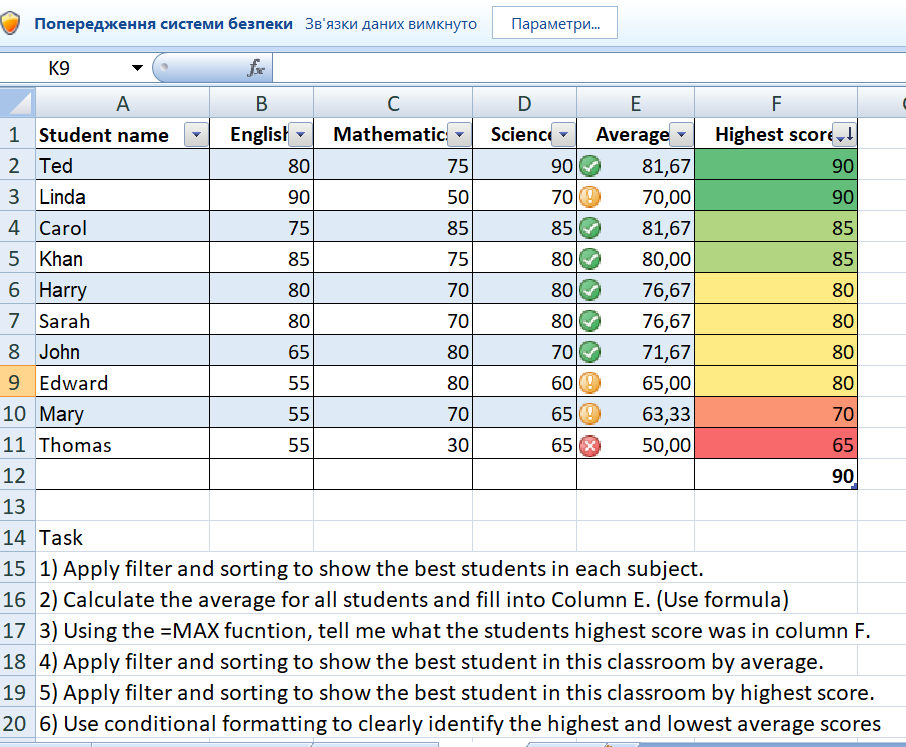 Попередження системи безпеки Зв'язки даних вимкнуто Параметри...
K9 fx
A B C D E F
1 Student name English Mathematics Science Average Highest score
2 Ted 80 75 90 81,67 90
3 Linda 90 50 70 70,00 90
4 Carol 75 85 85 81,67 85
5 Khan 85 75 80 80,00 85
6 Harry 80 70 80 76,67 80
7 Sarah 80 70 80 76,67 80
8 John 65 80 70 71,67 80
9 Edward 55 80 60 65,00 80
10 Mary 55 70 65 63,33 70
11 Thomas 55 30 65 50,00 65
12 90
13
14 Task
15 1) Apply filter and sorting to show the best students in each subject.
16 2) Calculate the average for all students and fill into Column E. (Use formula)
17 3) Using the =MAX fucntion, tell me what the students highest score was in column F.
18 4) Apply filter and sorting to show the best student in this classroom by average.
19 5) Apply filter and sorting to show the best student in this classroom by highest score.
20 6) Use conditional formatting to clearly identify the highest and lowest average scores